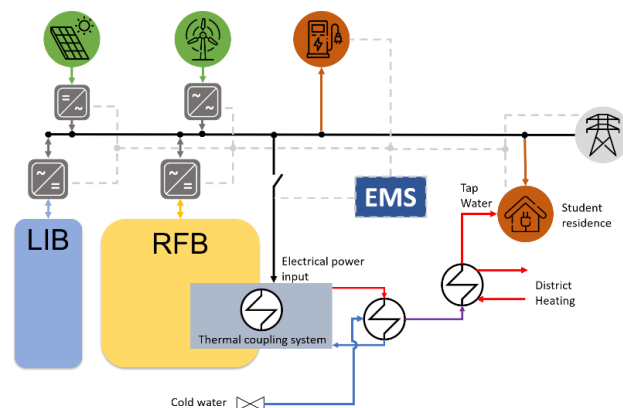 EMS
Tap
Water
Student
residence
LIB
RFB
Electrical power
input
District
Heating
Thermal coupling system
Cold water